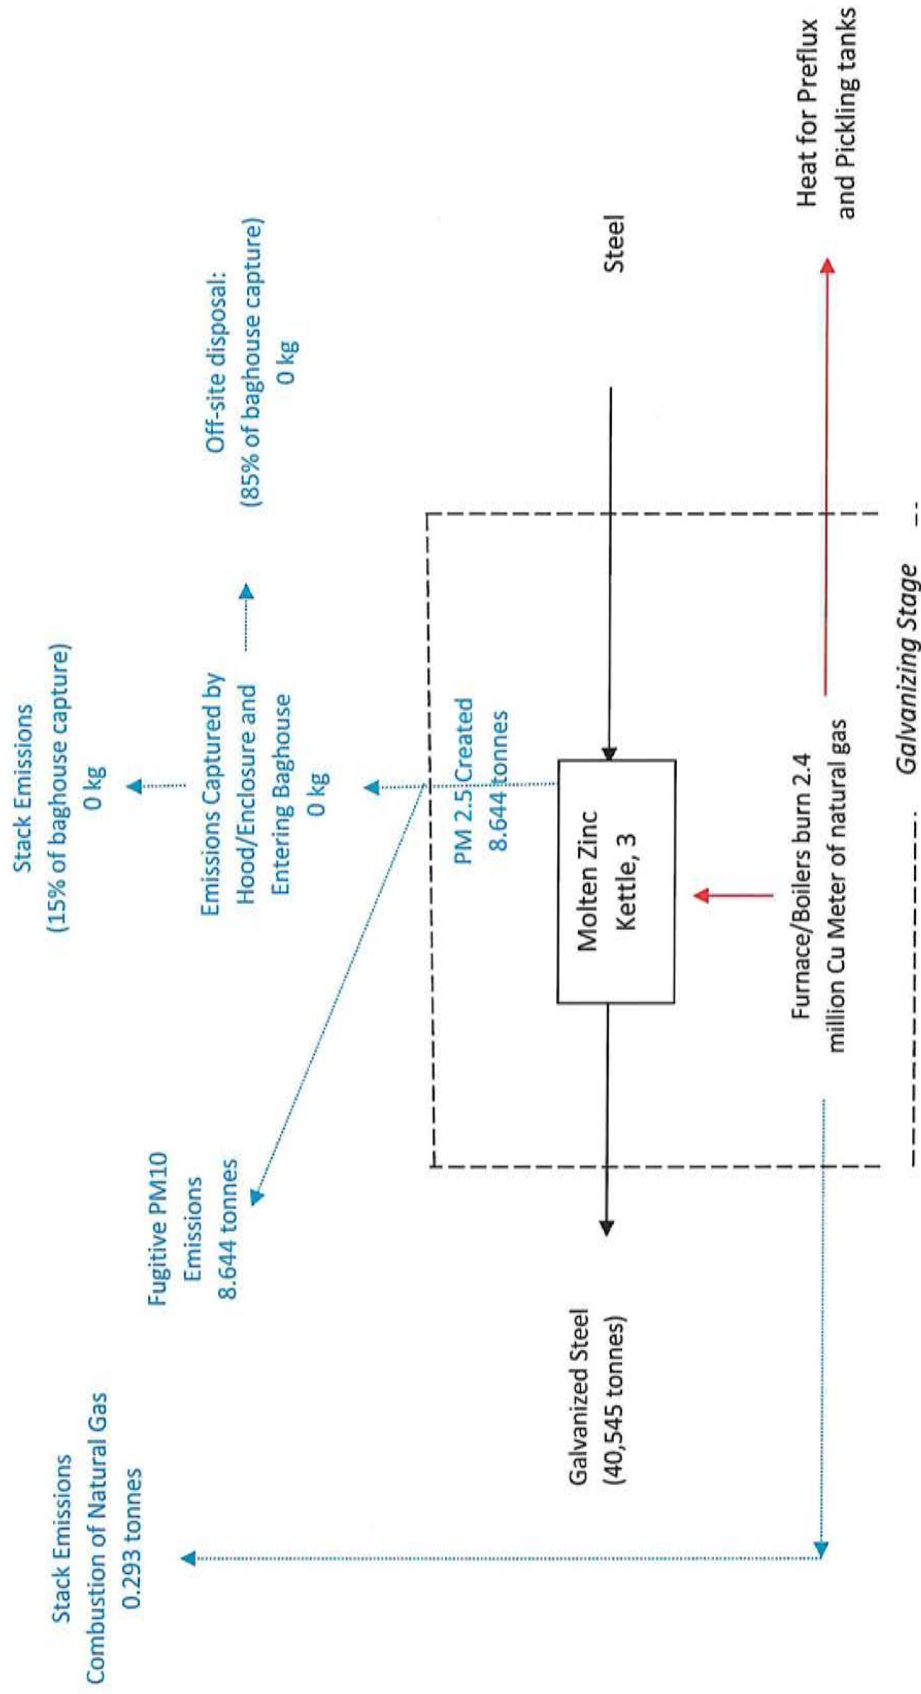 Stack Emissions
Combustion of Natural Gas
0.293 tonnes
Fugitive PM10
Emissions
8.644 tonnes
Stack Emissions
(15% of baghouse capture)
0 kg
Emissions Captured by
Hood/Enclosure and
Entering Baghouse
0 kg
Off-site disposal:
(85% of baghouse capture)
0 kg
PM 2.5 Created
8.644 tonnes
Galvanized Steel
(40,545 tonnes)
Molten Zinc
Kettle, 3
Steel
Furnace/Boilers burn 2.4
million Cu Meter of natural gas
Heat for Preflux
and Pickling tanks
Galvanizing Stage